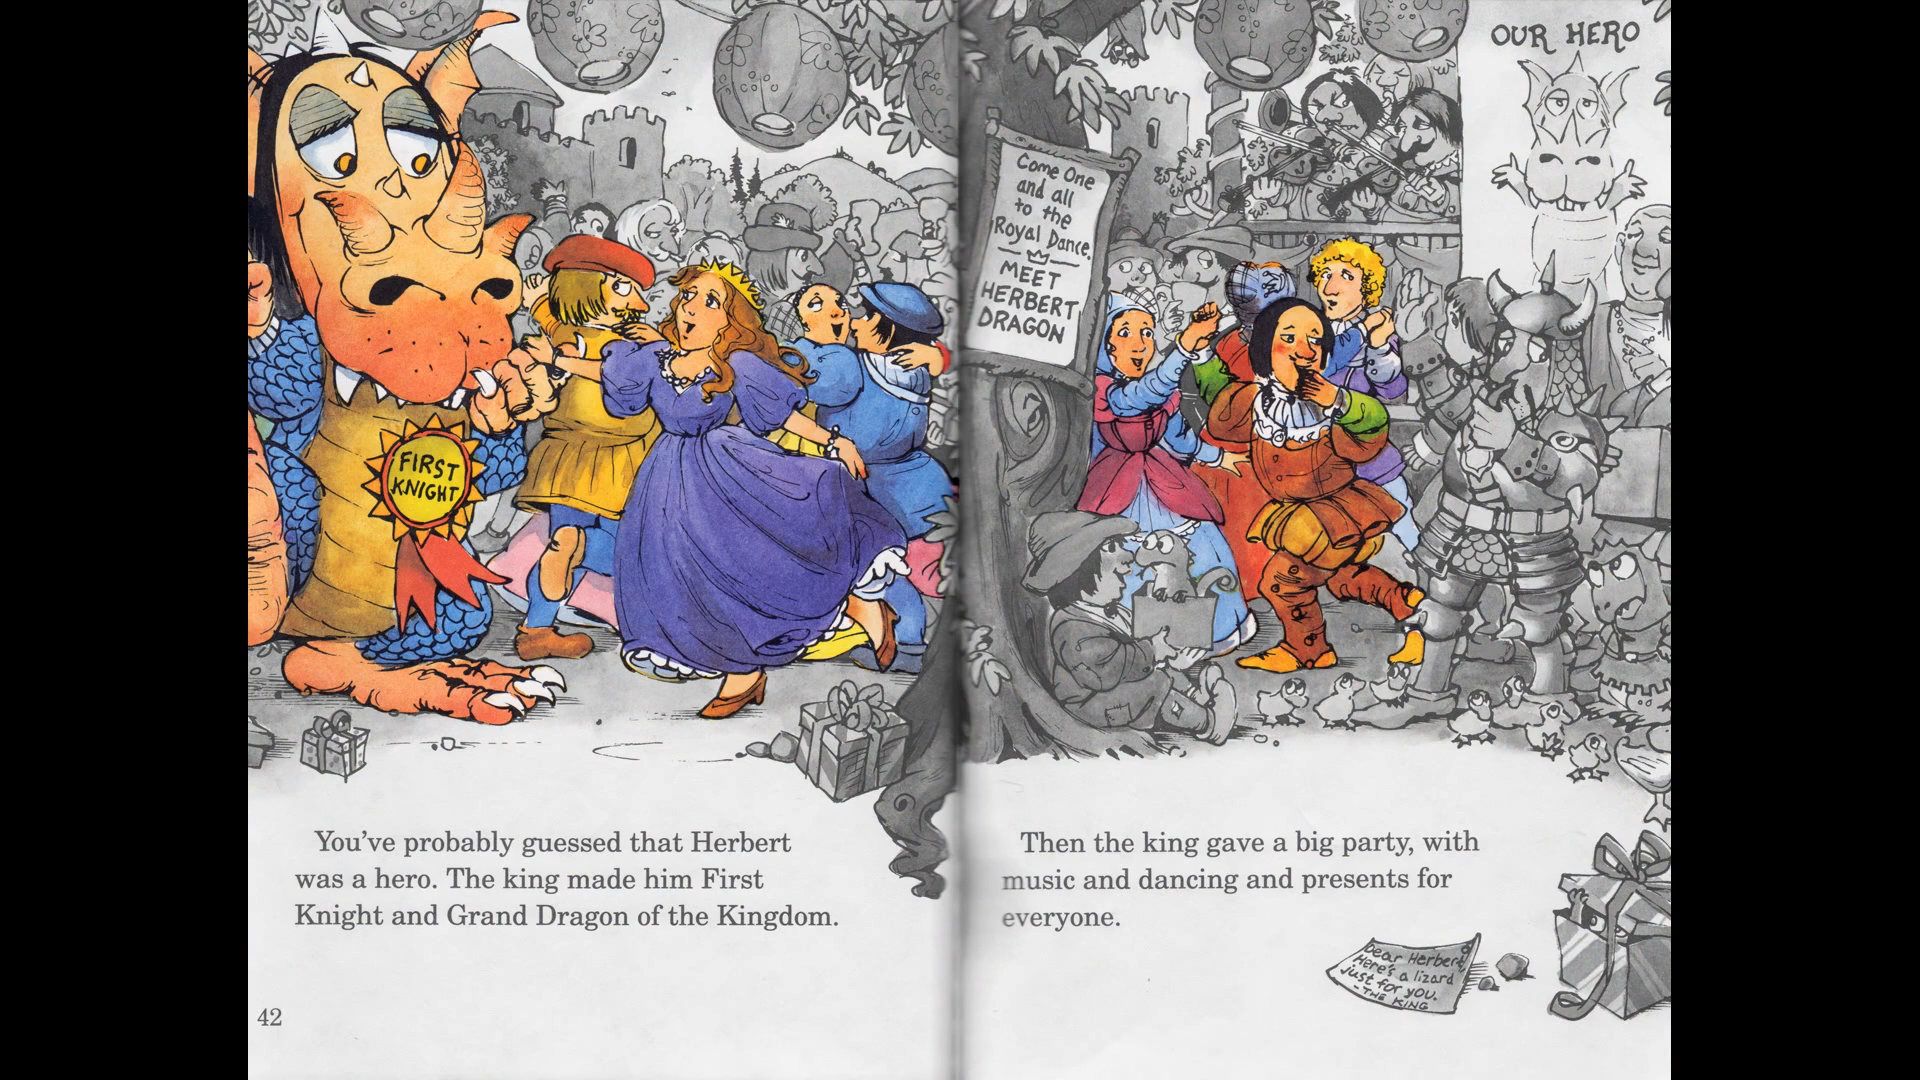 FIRST
KNIGHT
You've probably guessed that Herbert
was a hero. The king made him First
Knight and Grand Dragon of the Kingdom.
42
OUR HERO
Come One
and all
to the
Royal Dance.
MEET
HERBERT
DRAGON
Then the king gave a big party, with
music and dancing and presents for
everyone.
Dear Herbert,
Here's a lizard
just for you.
-THE KING